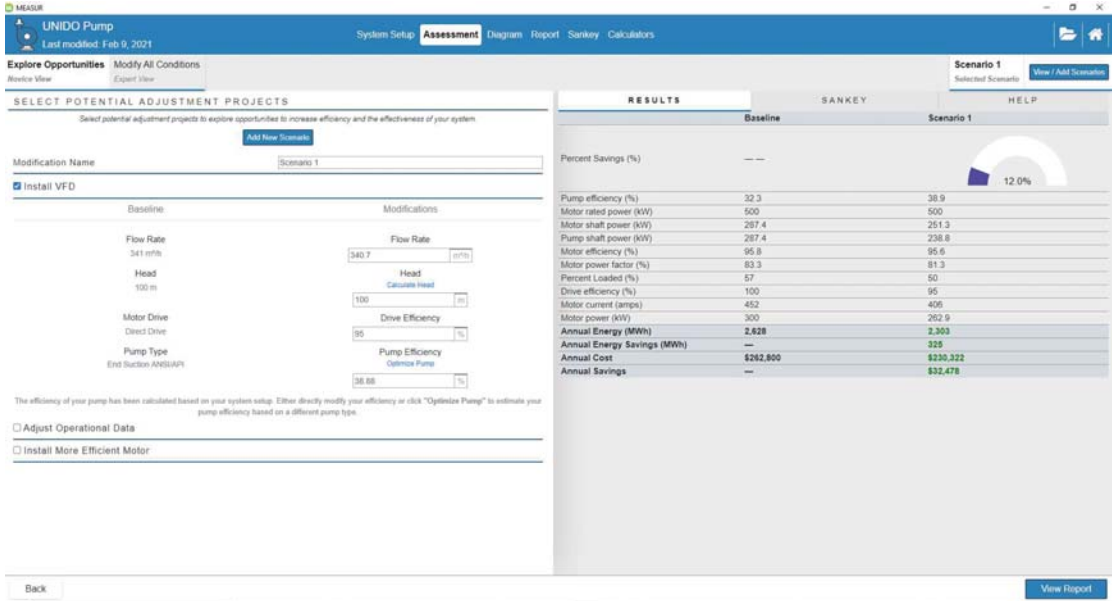 MEASUR
UNIDO Pump
Last modified: Feb 9, 2021
System Setup Assessment Diagram Report Sankey Calculators
Explore Opportunities Modify All Conditions
Novice View Expert View
Scenario 1
Selected Scenario
View / Add Scenarios
SELECT POTENTIAL ADJUSTMENT PROJECTS
Select potential adjustment projects to explore opportunities to increase efficiency and the effectiveness of your system.
Add New Scenario
Modification Name Scenario 1
Install VFD
Baseline Modifications
Flow Rate Flow Rate
341 m³/h 340.7 m³/h
Head Head
100 m Calculate Head
100 m
Motor Drive Drive Efficiency
Direct Drive 95 %
Pump Type Pump Efficiency
End Suction ANSI/API Optimize Pump
38.88 %
The efficiency of your pump has been calculated based on your system setup. Either directly modify your efficiency or click "Optimize Pump" to estimate your
pump efficiency based on a different pump type.
Adjust Operational Data
Install More Efficient Motor
RESULTS SANKEY HELP
Baseline Scenario 1
Percent Savings (%) — — 12.0%
Pump efficiency (%) 32.3 38.9
Motor rated power (kW) 500 500
Motor shaft power (kW) 287.4 251.3
Pump shaft power (kW) 287.4 238.8
Motor efficiency (%) 95.8 95.6
Motor power factor (%) 83.3 81.3
Percent Loaded (%) 57 50
Drive efficiency (%) 100 95
Motor current (amps) 452 406
Motor power (kW) 300 262.9
Annual Energy (MWh) 2,628 2,303
Annual Energy Savings (MWh) — 325
Annual Cost $262,800 $230,322
Annual Savings — $32,478
Back View Report